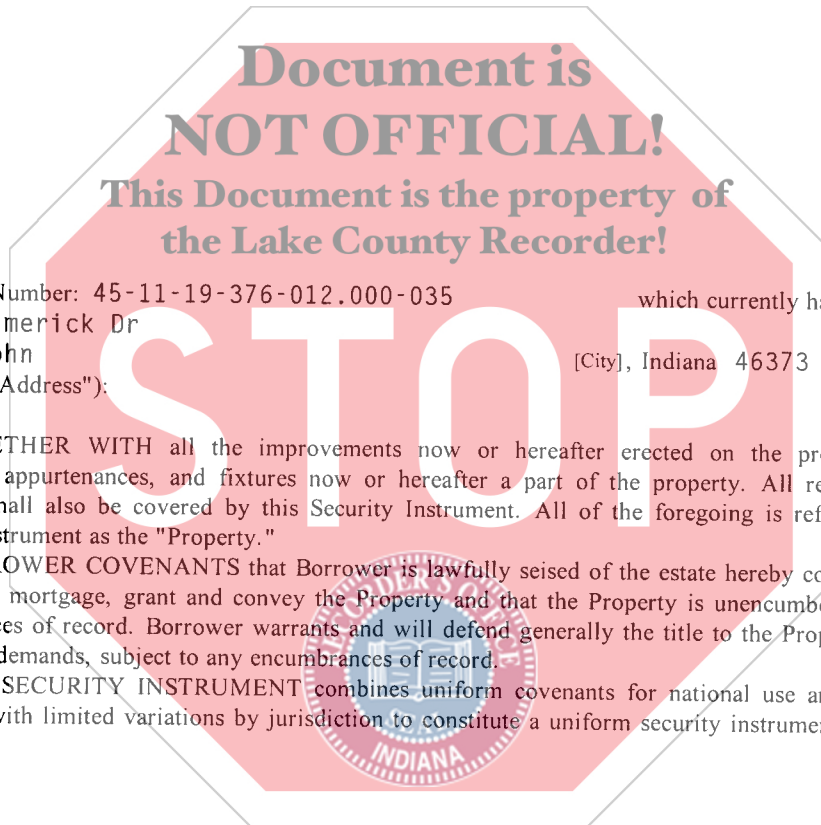 Document is
NOT OFFICIAL!
This Document is the property of
the Lake County Recorder!
Number: 45-11-19-376-012.000-035 which currently ha
merick Dr
ohn [City], Indiana 46373
Address"):
STOP
ETHER WITH all the improvements now or hereafter erected on the pr
appurtenances, and fixtures now or hereafter a part of the property. All re
hall also be covered by this Security Instrument. All of the foregoing is ref
strument as the "Property."
OWER COVENANTS that Borrower is lawfully seised of the estate hereby co
mortgage, grant and convey the Property and that the Property is unencumb
es of record. Borrower warrants and will defend generally the title to the Prop
demands, subject to any encumbrances of record.
SECURITY INSTRUMENT combines uniform covenants for national use a
with limited variations by jurisdiction to constitute a uniform security instrume
RECORDER'S OFFICE
SEAL
INDIANA